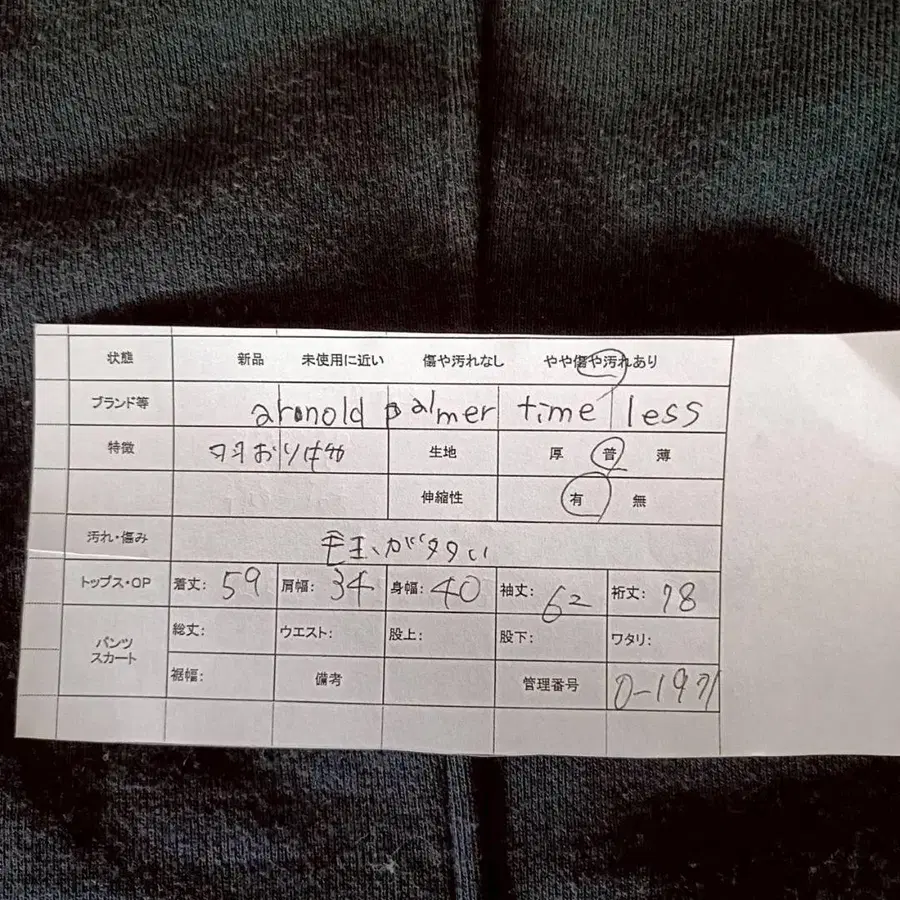 状態 新品 未使用に近い 傷や汚れなし やや傷や汚れあり
ブランド等 arnold palmer time less
特徴 羽おり 生地 厚 普 薄
伸縮性 有 無
汚れ・傷み 毛玉が多い
トップス・OP 着丈: 59 肩幅: 34 身幅: 40 袖丈: 62 裄丈: 78
パンツ スカート 総丈: ウエスト: 股上: 股下: ワタリ:
裾幅: 備考 管理番号 0-1971